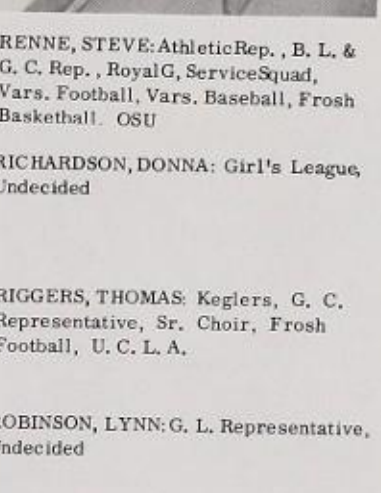 RENNE, STEVE: Athletic Rep. , B. L. &
G. C. Rep. , Royal G, Service Squad,
Vars. Football, Vars. Baseball, Frosh
Basketball. OSU
RICHARDSON, DONNA: Girl's League,
Undecided
RIGGERS, THOMAS: Keglers, G. C.
Representative, Sr. Choir, Frosh
Football, U. C. L. A.
ROBINSON, LYNN: G. L. Representative,
Undecided